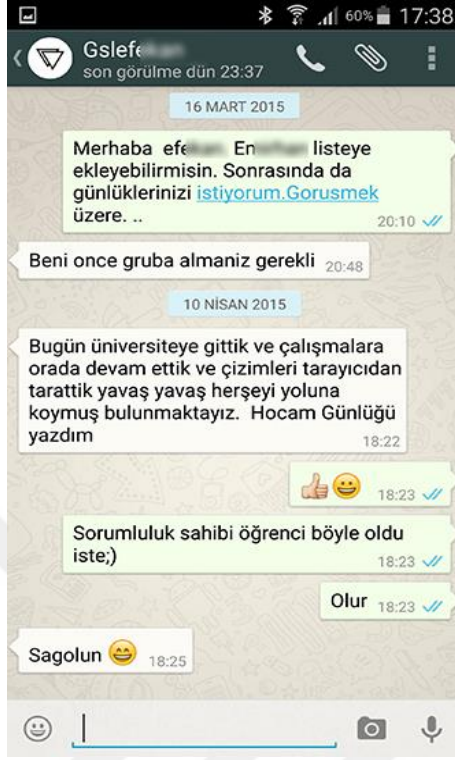 60% 17:38
Gslef
son görülme dün 23:37
16 MART 2015
Merhaba efe En listeye
ekleyebilirmisin. Sonrasında da
günlüklerinizi istiyorum.Gorusmek
üzere. ..
20:10
Beni once gruba almaniz gerekli 20:48
10 NİSAN 2015
Bugün üniversiteye gittik ve çalışmalara
orada devam ettik ve çizimleri tarayıcıdan
tarattik yavaş yavaş herşeyi yoluna
koymuş bulunmaktayız. Hocam Günlüğü
yazdım
18:22
👍😀 18:23
Sorumluluk sahibi öğrenci böyle oldu
iste;)
18:23
Olur 18:23
Sagolun 😄 18:25